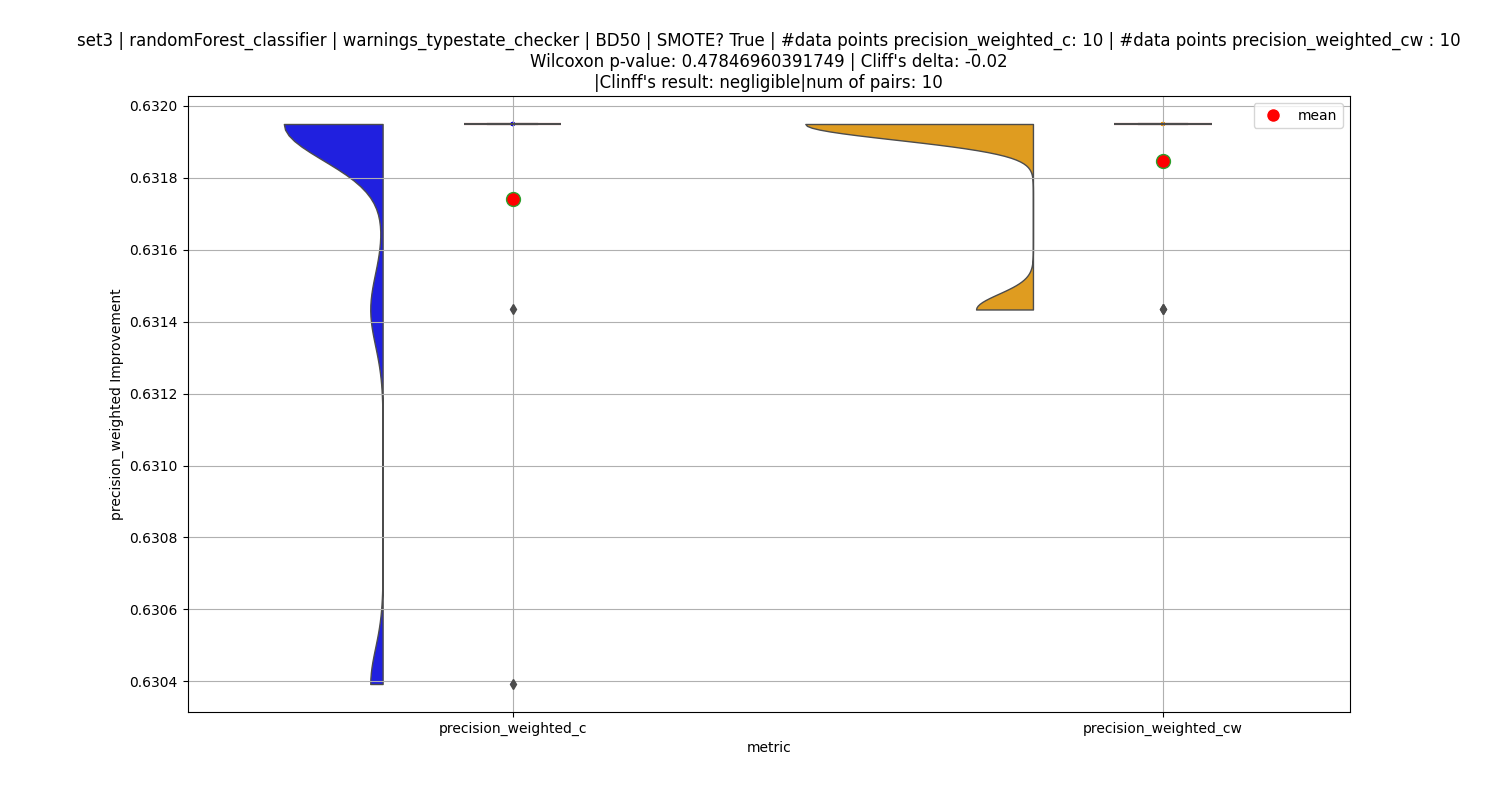 set3 | randomForest_classifier | warnings_typestate_checker | BD50 | SMOTE? True | #data points precision_weighted_c: 10 | #data points precision_weighted_cw : 10
Wilcoxon p-value: 0.47846960391749 | Cliff's delta: -0.02
|Clinff's result: negligible|num of pairs: 10
mean
0.6320
0.6318
0.6316
0.6314
0.6312
0.6310
0.6308
0.6306
0.6304
precision_weighted Improvement
precision_weighted_c
precision_weighted_cw
metric